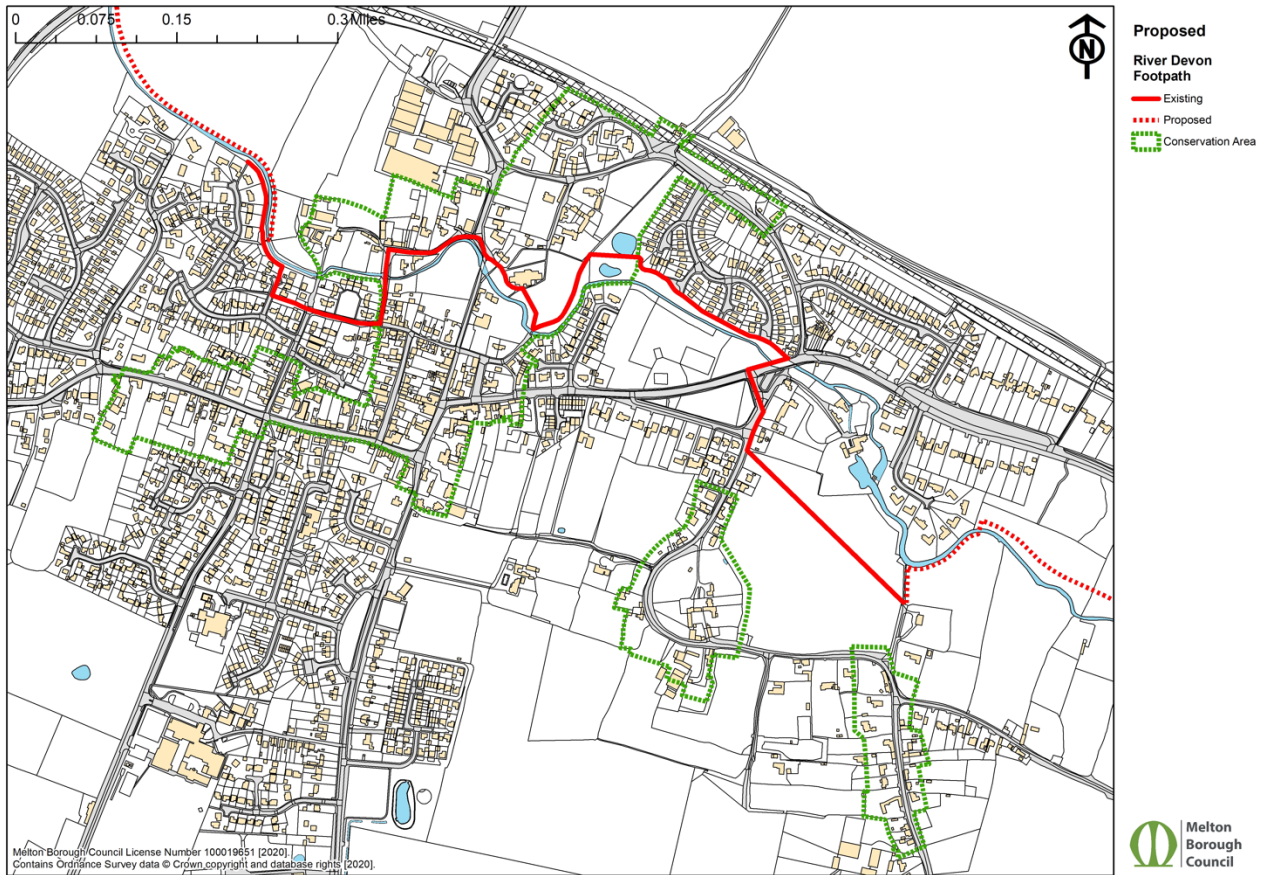 0 0.075 0.15 0.3 Miles
N
Proposed
River Devon
Footpath
Existing
Proposed
Conservation Area
Melton Borough Council License Number 100019651 [2020].
Contains Ordnance Survey data © Crown copyright and database rights [2020].
Melton
Borough
Council